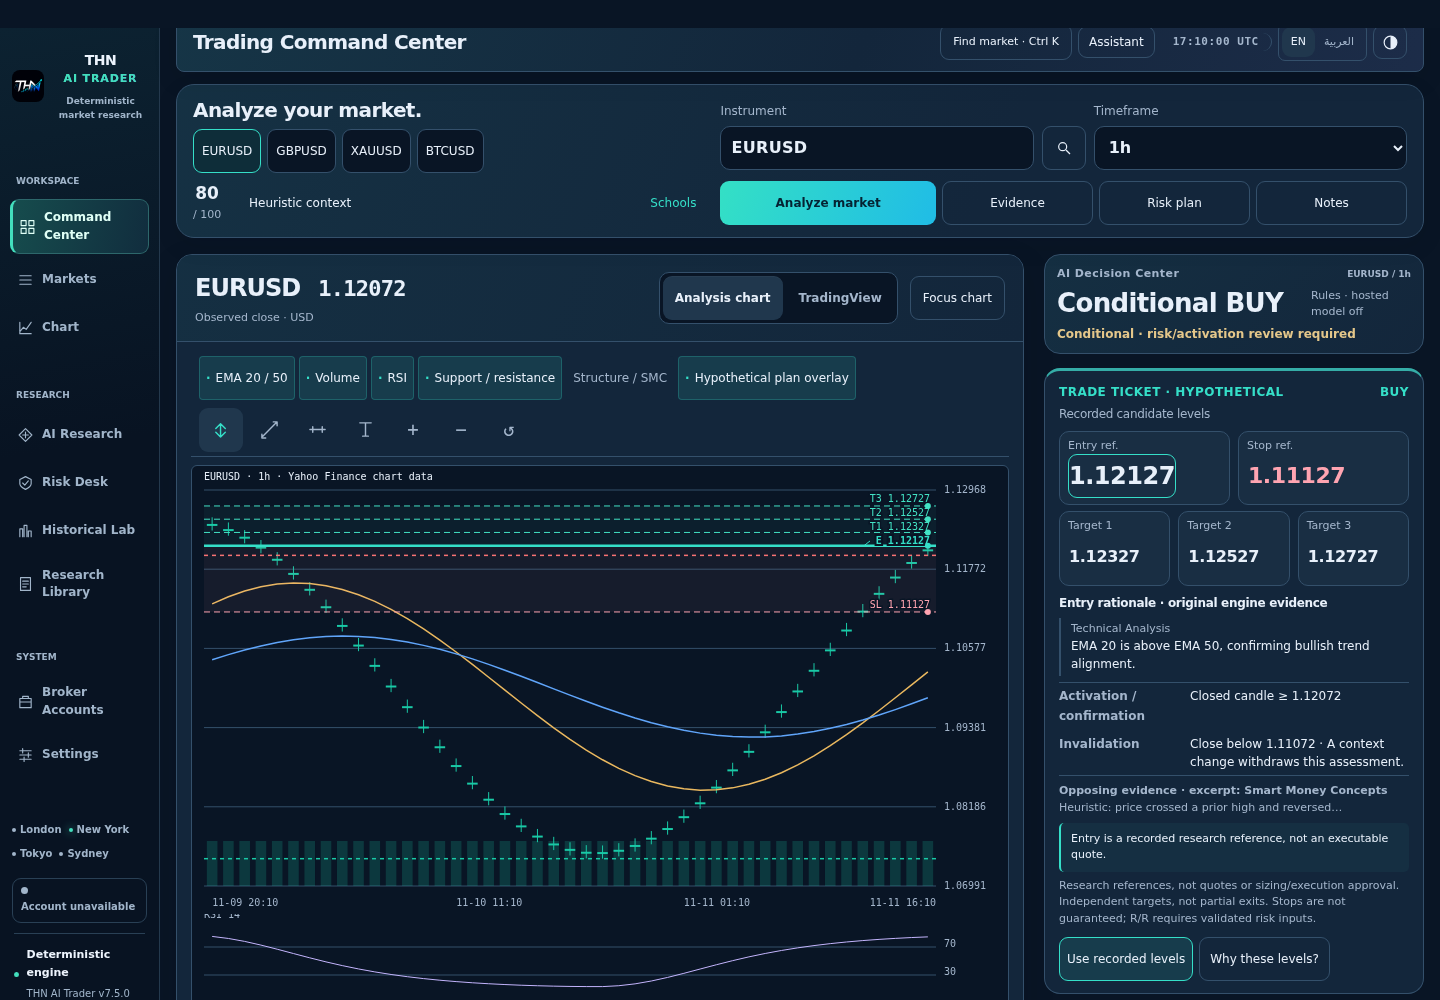 THN
AI TRADER
Deterministic
market research
WORKSPACE
Command
Center
Markets
Chart
RESEARCH
AI Research
Risk Desk
Historical Lab
Research
Library
SYSTEM
Broker
Accounts
Settings
London New York
Tokyo Sydney
Account unavailable
Deterministic
engine
THN AI Trader v7.5.0
Trading Command Center
Find market · Ctrl K
Assistant
17:10:00 UTC
EN
العربية
Analyze your market.
EURUSD GBPUSD XAUUSD BTCUSD
80
/ 100
Heuristic context
Schools
Instrument
EURUSD
Timeframe
1h
Analyze market
Evidence
Risk plan
Notes
EURUSD 1.12072
Observed close · USD
Analysis chart TradingView
Focus chart
EMA 20 / 50
Volume
RSI
Support / resistance
Structure / SMC
Hypothetical plan overlay
EURUSD · 1h · Yahoo Finance chart data
T3 1.12727
T2 1.12527
T1 1.12327
E 1.12127
SL 1.11127
1.12968
1.11772
1.10577
1.09381
1.08186
1.06991
11-09 20:10
11-10 11:10
11-11 01:10
11-11 16:10
RSI 14
70
30
AI Decision Center
EURUSD / 1h
Conditional BUY
Rules · hosted
model off
Conditional · risk/activation review required
TRADE TICKET · HYPOTHETICAL
BUY
Recorded candidate levels
Entry ref.
1.12127
Stop ref.
1.11127
Target 1
1.12327
Target 2
1.12527
Target 3
1.12727
Entry rationale · original engine evidence
Technical Analysis
EMA 20 is above EMA 50, confirming bullish trend
alignment.
Activation /
confirmation
Closed candle ≥ 1.12072
Invalidation
Close below 1.11072 · A context
change withdraws this assessment.
Opposing evidence · excerpt: Smart Money Concepts
Heuristic: price crossed a prior high and reversed…
Entry is a recorded research reference, not an executable
quote.
Research references, not quotes or sizing/execution approval.
Independent targets, not partial exits. Stops are not
guaranteed; R/R requires validated risk inputs.
Use recorded levels
Why these levels?